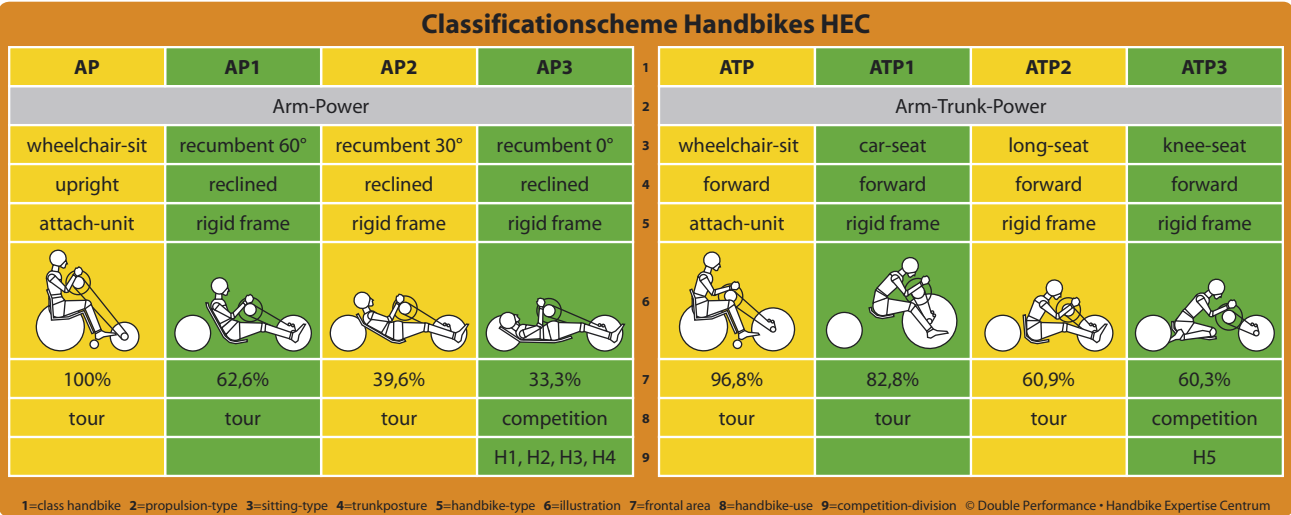 Classificationscheme Handbikes HEC
AP AP1 AP2 AP3 1 ATP ATP1 ATP2 ATP3
Arm-Power 2 Arm-Trunk-Power
wheelchair-sit recumbent 60° recumbent 30° recumbent 0° 3 wheelchair-sit car-seat long-seat knee-seat
upright reclined reclined reclined 4 forward forward forward forward
attach-unit rigid frame rigid frame rigid frame 5 attach-unit rigid frame rigid frame rigid frame
6
100% 62,6% 39,6% 33,3% 7 96,8% 82,8% 60,9% 60,3%
tour tour tour competition 8 tour tour tour competition
H1, H2, H3, H4 9 H5
1=class handbike 2=propulsion-type 3=sitting-type 4=trunkposture 5=handbike-type 6=illustration 7=frontal area 8=handbike-use 9=competition-division © Double Performance • Handbike Expertise Centrum